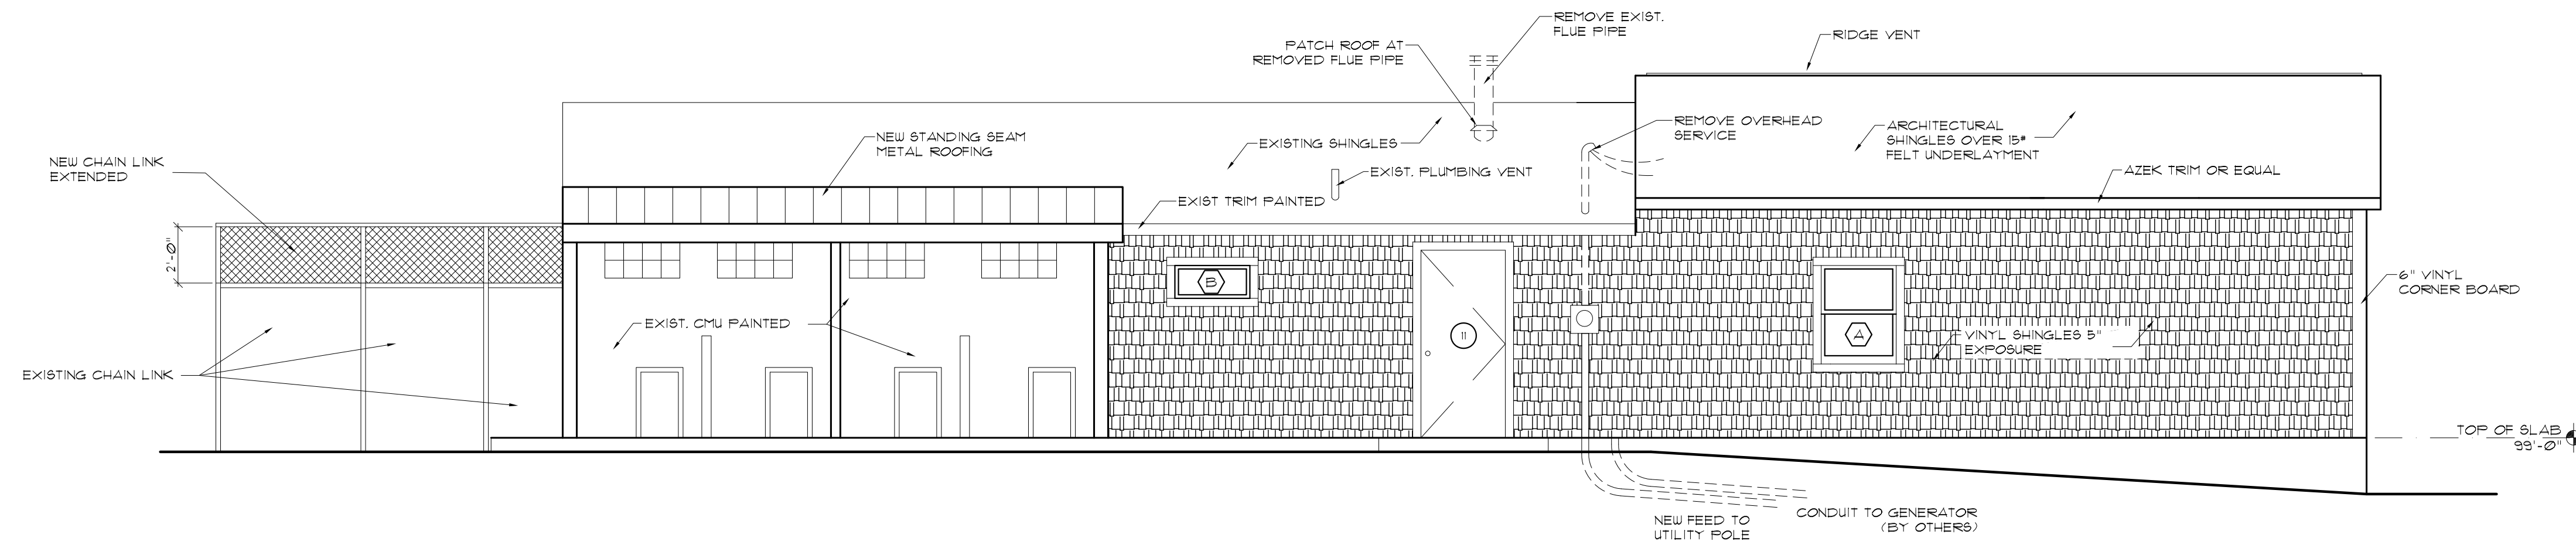 REMOVE EXIST.
FLUE PIPE
PATCH ROOF AT
REMOVED FLUE PIPE
RIDGE VENT
NEW STANDING SEAM
METAL ROOFING
EXISTING SHINGLES
REMOVE OVERHEAD
SERVICE
ARCHITECTURAL
SHINGLES OVER 15#
FELT UNDERLAYMENT
NEW CHAIN LINK
EXTENDED
EXIST. PLUMBING VENT
AZEK TRIM OR EQUAL
EXIST TRIM PAINTED
2'-0"
B
6" VINYL
CORNER BOARD
EXIST. CMU PAINTED
11
A
VINYL SHINGLES 5"
EXPOSURE
EXISTING CHAIN LINK
TOP OF SLAB
99'-0"
NEW FEED TO
UTILITY POLE
CONDUIT TO GENERATOR
(BY OTHERS)